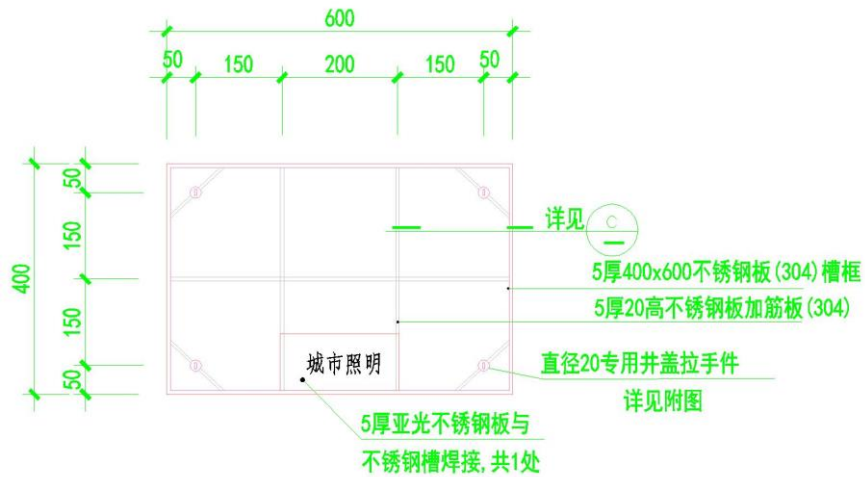 600
50 150 200 150 50
400
50
150
150
50
详见 C
5厚400x600不锈钢板(304)槽框
5厚20高不锈钢板加筋板(304)
城市照明
直径20专用井盖拉手件
详见附图
5厚亚光不锈钢板与
不锈钢槽焊接,共1处